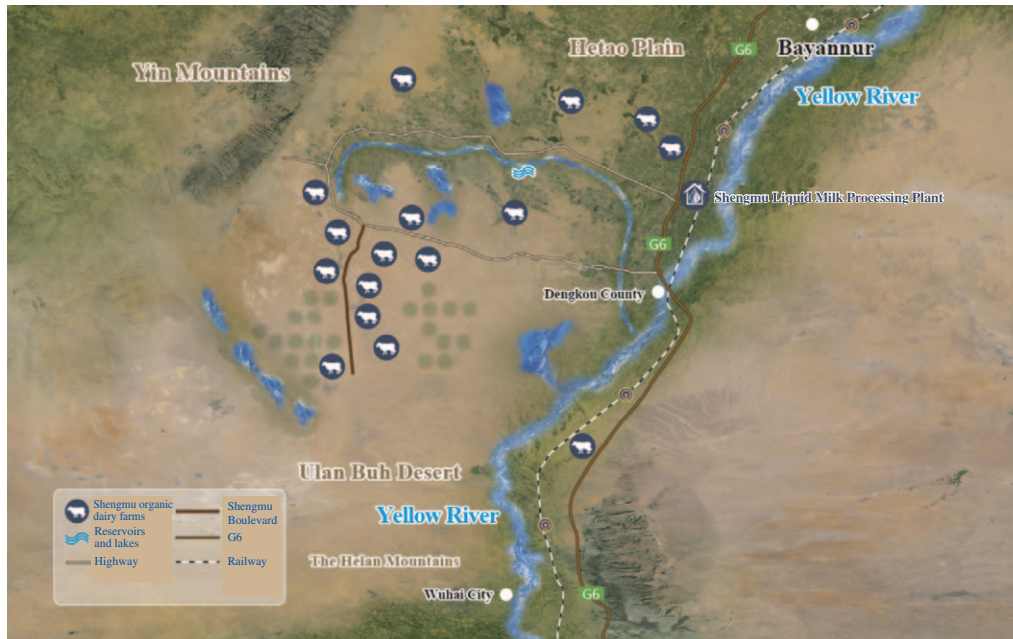 Hetao Plain
G6
Bayannur
Yin Mountains
Yellow River
Shengmu Liquid Milk Processing Plant
G6
Dengkou County
Ulan Buh Desert
Yellow River
The Helan Mountains
Wuhai City
G6
Shengmu organic
dairy farms
Shengmu
Boulevard
Reservoirs
and lakes
G6
Highway
Railway